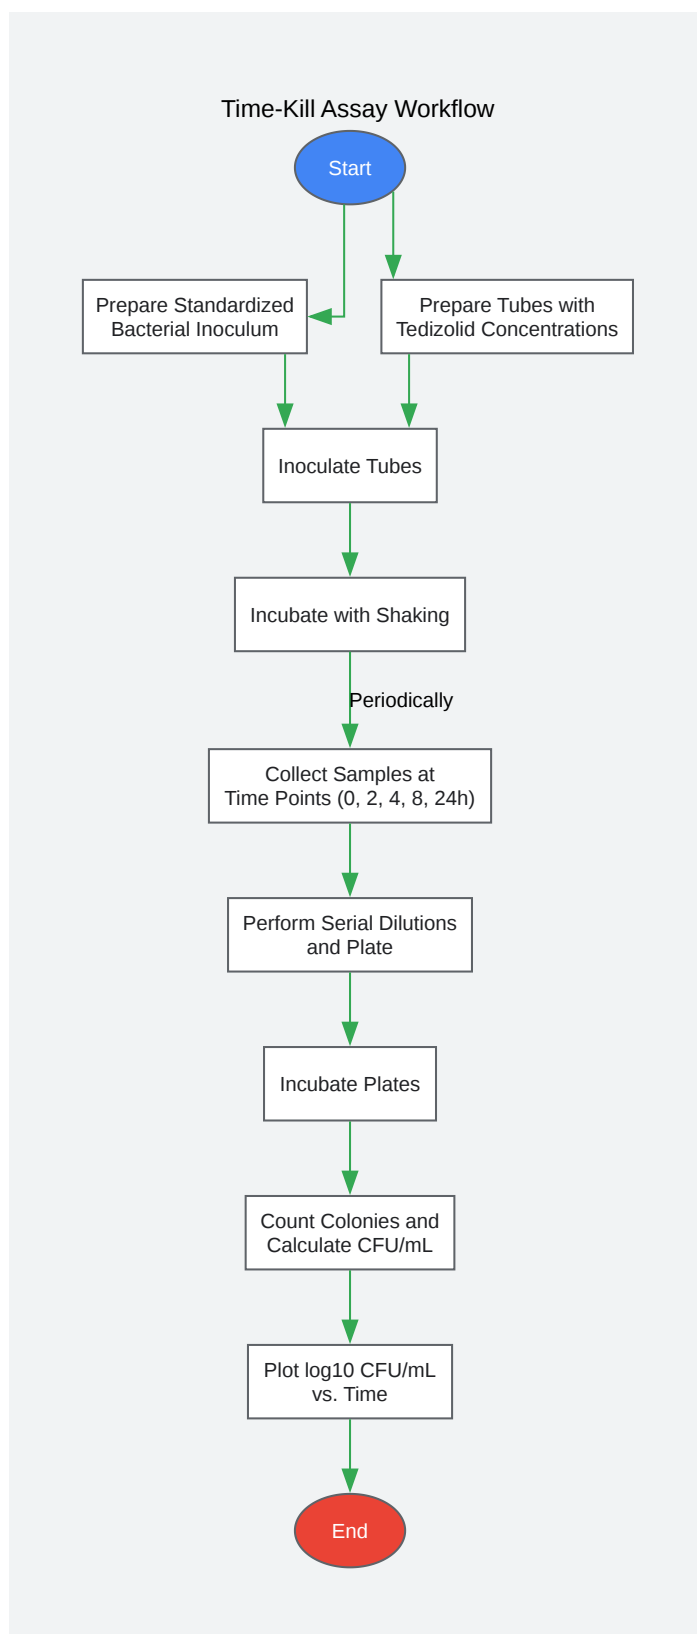 Time-Kill Assay Workflow
Start
Prepare Standardized
Bacterial Inoculum
Prepare Tubes with
Tedizolid Concentrations
Inoculate Tubes
Incubate with Shaking
Periodically
Collect Samples at
Time Points (0, 2, 4, 8, 24h)
Perform Serial Dilutions
and Plate
Incubate Plates
Count Colonies and
Calculate CFU/mL
Plot log10 CFU/mL
vs. Time
End